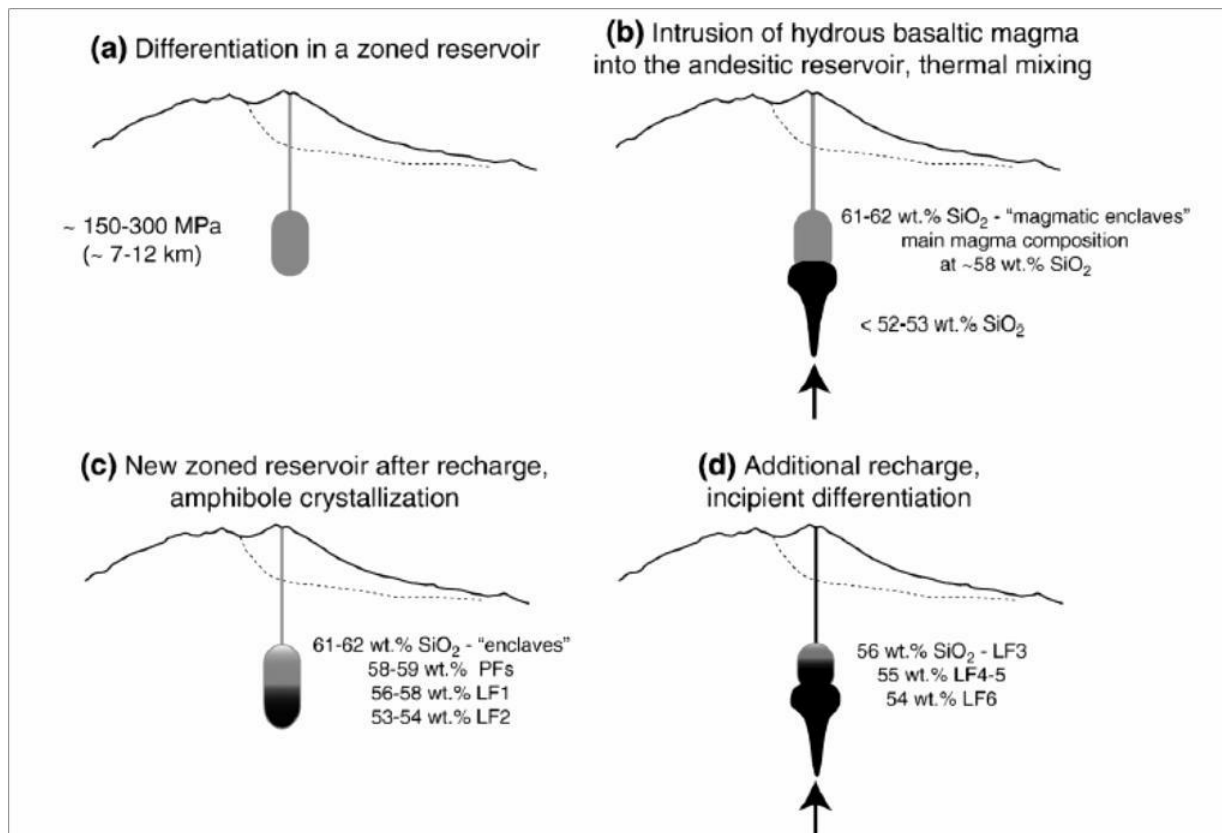 (a) Differentiation in a zoned reservoir
~ 150-300 MPa
(~ 7-12 km)
(b) Intrusion of hydrous basaltic magma
into the andesitic reservoir, thermal mixing
61-62 wt.% SiO₂ - “magmatic enclaves”
main magma composition
at ~58 wt.% SiO₂
< 52-53 wt.% SiO₂
(c) New zoned reservoir after recharge,
amphibole crystallization
61-62 wt.% SiO₂ - “enclaves”
58-59 wt.% PFs
56-58 wt.% LF1
53-54 wt.% LF2
(d) Additional recharge,
incipient differentiation
56 wt.% SiO₂ - LF3
55 wt.% LF4-5
54 wt.% LF6